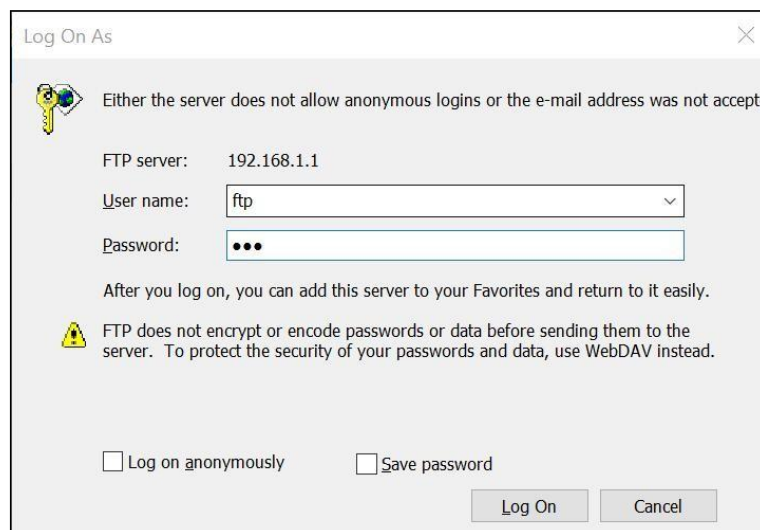 Log On As
Either the server does not allow anonymous logins or the e-mail address was not accept
FTP server: 192.168.1.1
User name: ftp
Password: •••
After you log on, you can add this server to your Favorites and return to it easily.
FTP does not encrypt or encode passwords or data before sending them to the
server. To protect the security of your passwords and data, use WebDAV instead.
Log on anonymously Save password
Log On Cancel